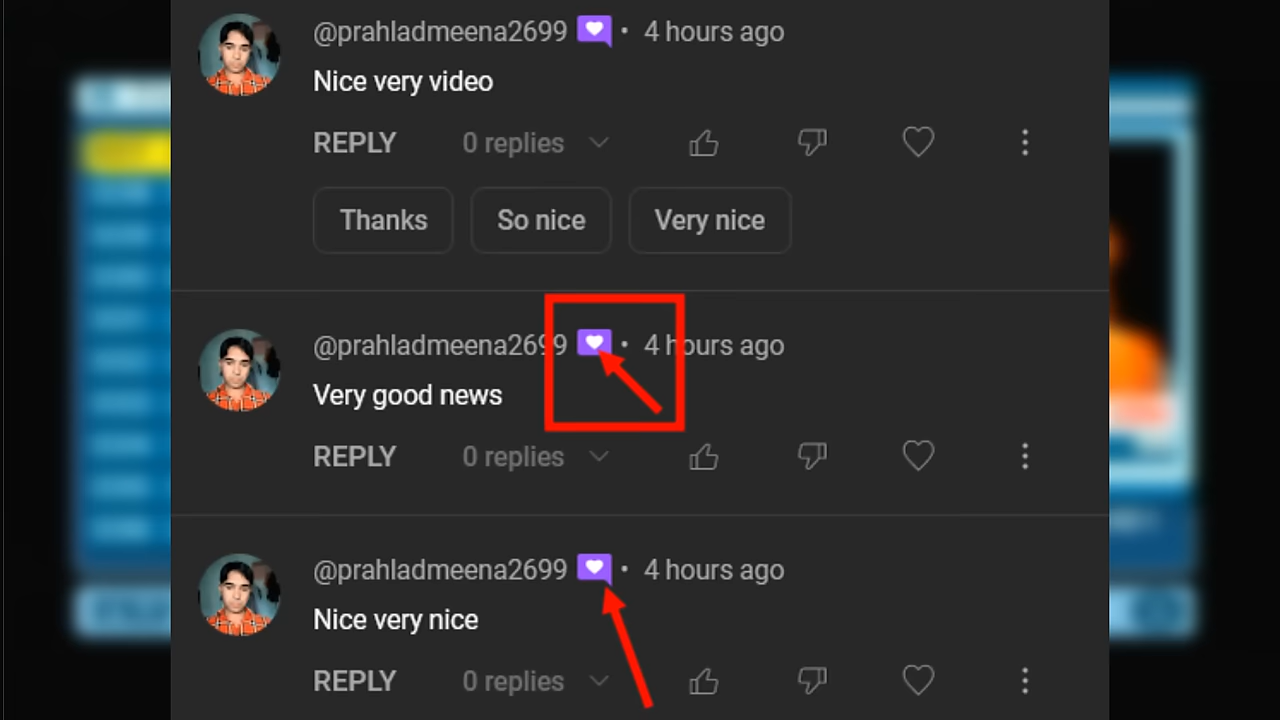 @prahladmeena2699 • 4 hours ago
Nice very video
REPLY 0 replies
Thanks So nice Very nice
@prahladmeena2699 • 4 hours ago
Very good news
REPLY 0 replies
@prahladmeena2699 • 4 hours ago
Nice very nice
REPLY 0 replies